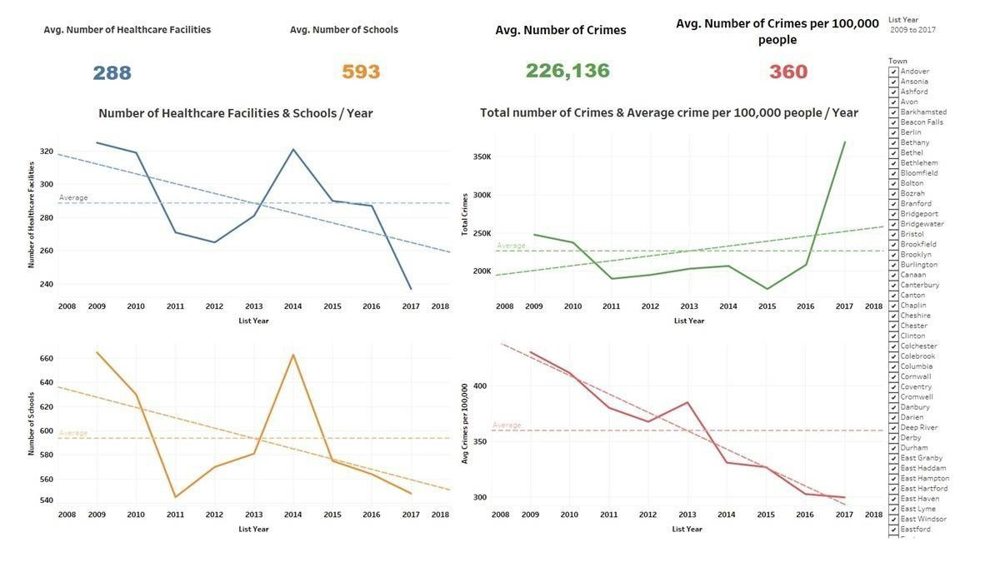 Avg. Number of Healthcare Facilities
288
Avg. Number of Schools
593
Avg. Number of Crimes
226,136
Avg. Number of Crimes per 100,000
people
360
List Year
2009 to 2017
Number of Healthcare Facilities & Schools / Year
Number of Healthcare Facilities
320
300
280
260
240
Average
2008 2009 2010 2011 2012 2013 2014 2015 2016 2017 2018
List Year
Number of Schools
660
640
620
600
580
560
540
Average
2008 2009 2010 2011 2012 2013 2014 2015 2016 2017 2018
List Year
Total number of Crimes & Average crime per 100,000 people / Year
Total Crimes
350K
300K
250K
200K
Average
2008 2009 2010 2011 2012 2013 2014 2015 2016 2017 2018
List Year
Avg Crimes per 100,000
400
350
300
Average
2008 2009 2010 2011 2012 2013 2014 2015 2016 2017 2018
List Year
Town
Andover
Ansonia
Ashford
Avon
Barkhamsted
Beacon Falls
Berlin
Bethany
Bethel
Bethlehem
Bloomfield
Bolton
Bozrah
Branford
Bridgeport
Bridgewater
Bristol
Brookfield
Brooklyn
Burlington
Canaan
Canterbury
Canton
Chaplin
Cheshire
Chester
Clinton
Colchester
Colebrook
Columbia
Cornwall
Coventry
Cromwell
Danbury
Darien
Deep River
Derby
Durham
East Granby
East Haddam
East Hampton
East Hartford
East Haven
East Lyme
East Windsor
Eastford